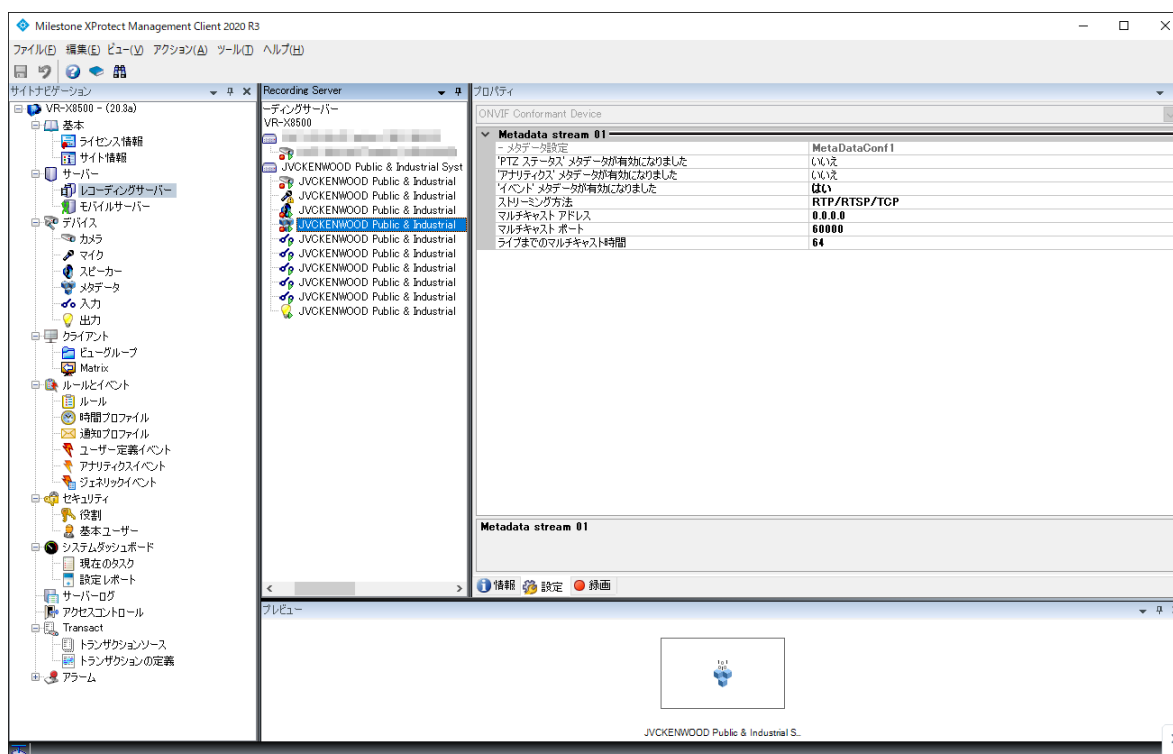 Milestone XProtect Management Client 2020 R3
ファイル(F) 編集(E) ビュー(V) アクション(A) ツール(T) ヘルプ(H)
サイトナビゲーション
VR-X8500 - (20.3a)
基本
ライセンス情報
サイト情報
サーバー
レコーディングサーバー
モバイルサーバー
デバイス
カメラ
マイク
スピーカー
メタデータ
入力
出力
クライアント
ビューグループ
Matrix
ルールとイベント
ルール
時間プロファイル
通知プロファイル
ユーザー定義イベント
アナリティクスイベント
ジェネリックイベント
セキュリティ
役割
基本ユーザー
システムダッシュボード
現在のタスク
設定レポート
サーバーログ
アクセスコントロール
Transact
トランザクションソース
トランザクションの定義
アラーム
Recording Server
ーディングサーバー
VR-X8500
JVCKENWOOD Public & Industrial Syst
JVCKENWOOD Public & Industrial
JVCKENWOOD Public & Industrial
JVCKENWOOD Public & Industrial
JVCKENWOOD Public & Industrial
JVCKENWOOD Public & Industrial
JVCKENWOOD Public & Industrial
JVCKENWOOD Public & Industrial
JVCKENWOOD Public & Industrial
JVCKENWOOD Public & Industrial
JVCKENWOOD Public & Industrial
プロパティ
ONVIF Conformant Device
Metadata stream 01
- メタデータ設定 MetaDataConf1
'PTZ ステータス' メタデータが有効になりました いいえ
'アナリティクス' メタデータが有効になりました いいえ
'イベント' メタデータが有効になりました はい
ストリーミング方法 RTP/RTSP/TCP
マルチキャスト アドレス 0.0.0.0
マルチキャスト ポート 60000
ライブまでのマルチキャスト時間 64
Metadata stream 01
情報 設定 録画
プレビュー
JVCKENWOOD Public & Industrial S...